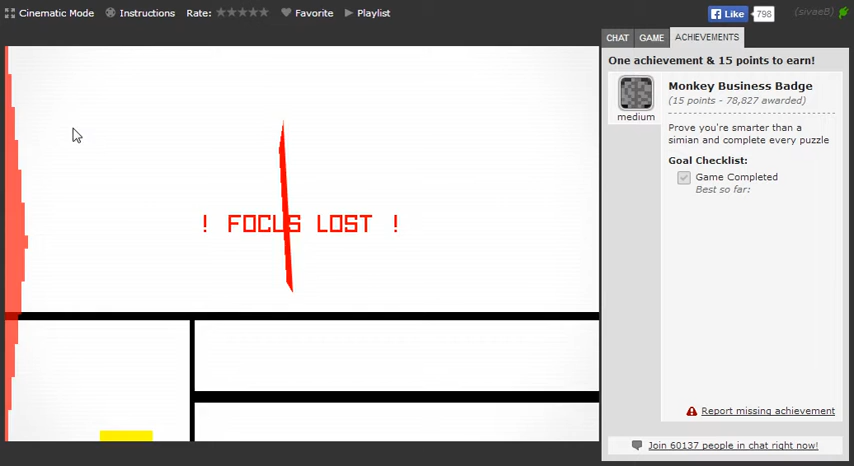 Cinematic Mode Instructions Rate: Favorite Playlist Like 798 (sivaeB)
CHAT GAME ACHIEVEMENTS
One achievement & 15 points to earn!
Monkey Business Badge
(15 points - 78,827 awarded)
medium
Prove you're smarter than a
simian and complete every puzzle
Goal Checklist:
Game Completed
Best so far:
! FOCUS LOST !
Report missing achievement
Join 60137 people in chat right now!